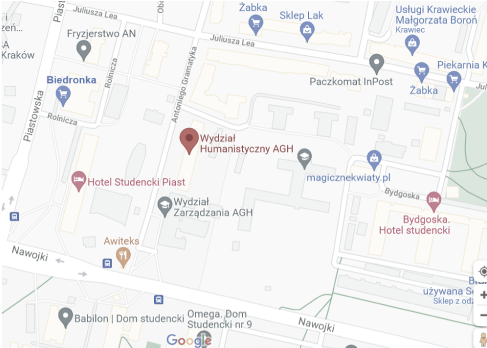 Juliusza Lea
Żabka
Sklep Lak
Usługi Krawieckie
Małgorzata Boroń
Krawiec
Fryzjerstwo AN
Juliusza Lea
Piastowska
Kraków
Biedronka
Rolnicza
Antoniego Gramatyka
Paczkomat InPost
Piekarnia K
Żabka
Rolnicza
Wydział
Humanistyczny AGH
magicznekwiaty.pl
Hotel Studencki Piast
Wydział
Zarządzania AGH
Bydgoska
Bydgoska.
Hotel studencki
Nawojki
Awiteks
używana Se
Sklep z odz
Babilon | Dom studencki
Omega. Dom
Studencki nr 9
Nawojki
Google